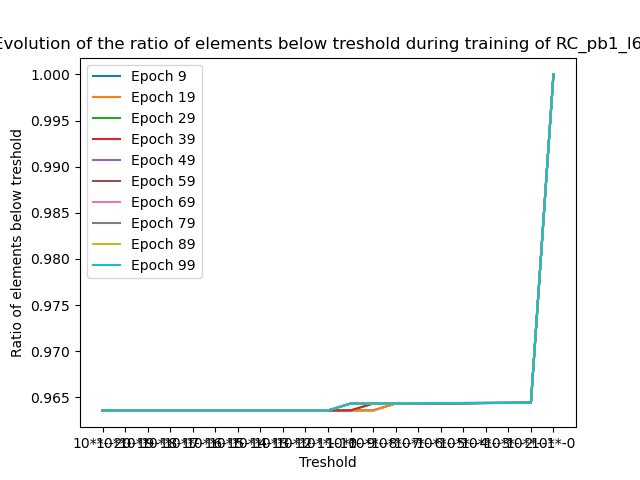 Evolution of the ratio of elements below treshold during training of RC_pb1_l6
1.000
0.995
0.990
0.985
0.980
0.975
0.970
0.965
Ratio of elements below treshold
Epoch 9
Epoch 19
Epoch 29
Epoch 39
Epoch 49
Epoch 59
Epoch 69
Epoch 79
Epoch 89
Epoch 99
Treshold